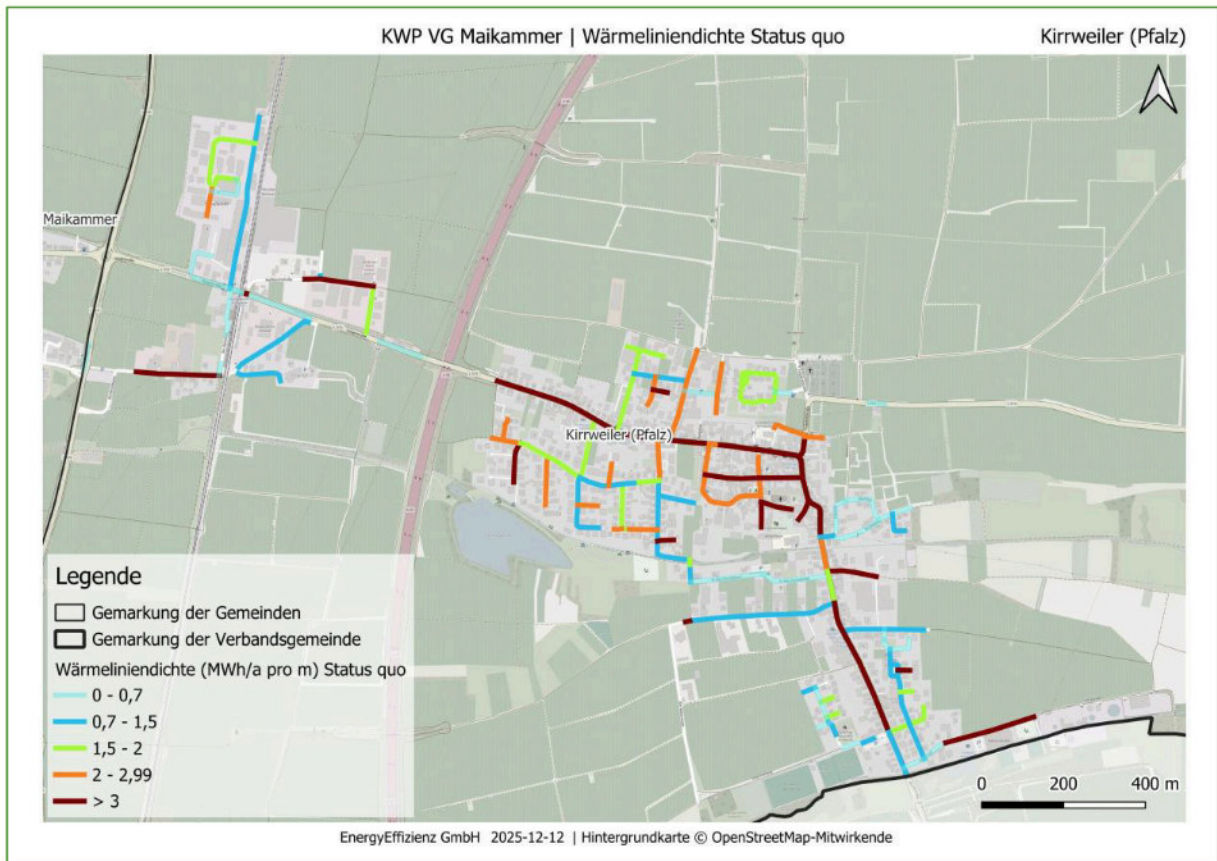 KWP VG Maikammer | Wärmeliniendichte Status quo
Kirrweiler (Pfalz)
Maikammer
Kirrweiler (Pfalz)
Legende
Gemarkung der Gemeinden
Gemarkung der Verbandsgemeinde
Wärmeliniendichte (MWh/a pro m) Status quo
0 - 0,7
0,7 - 1,5
1,5 - 2
2 - 2,99
> 3
0 200 400 m
EnergyEffizienz GmbH 2025-12-12 | Hintergrundkarte © OpenStreetMap-Mitwirkende